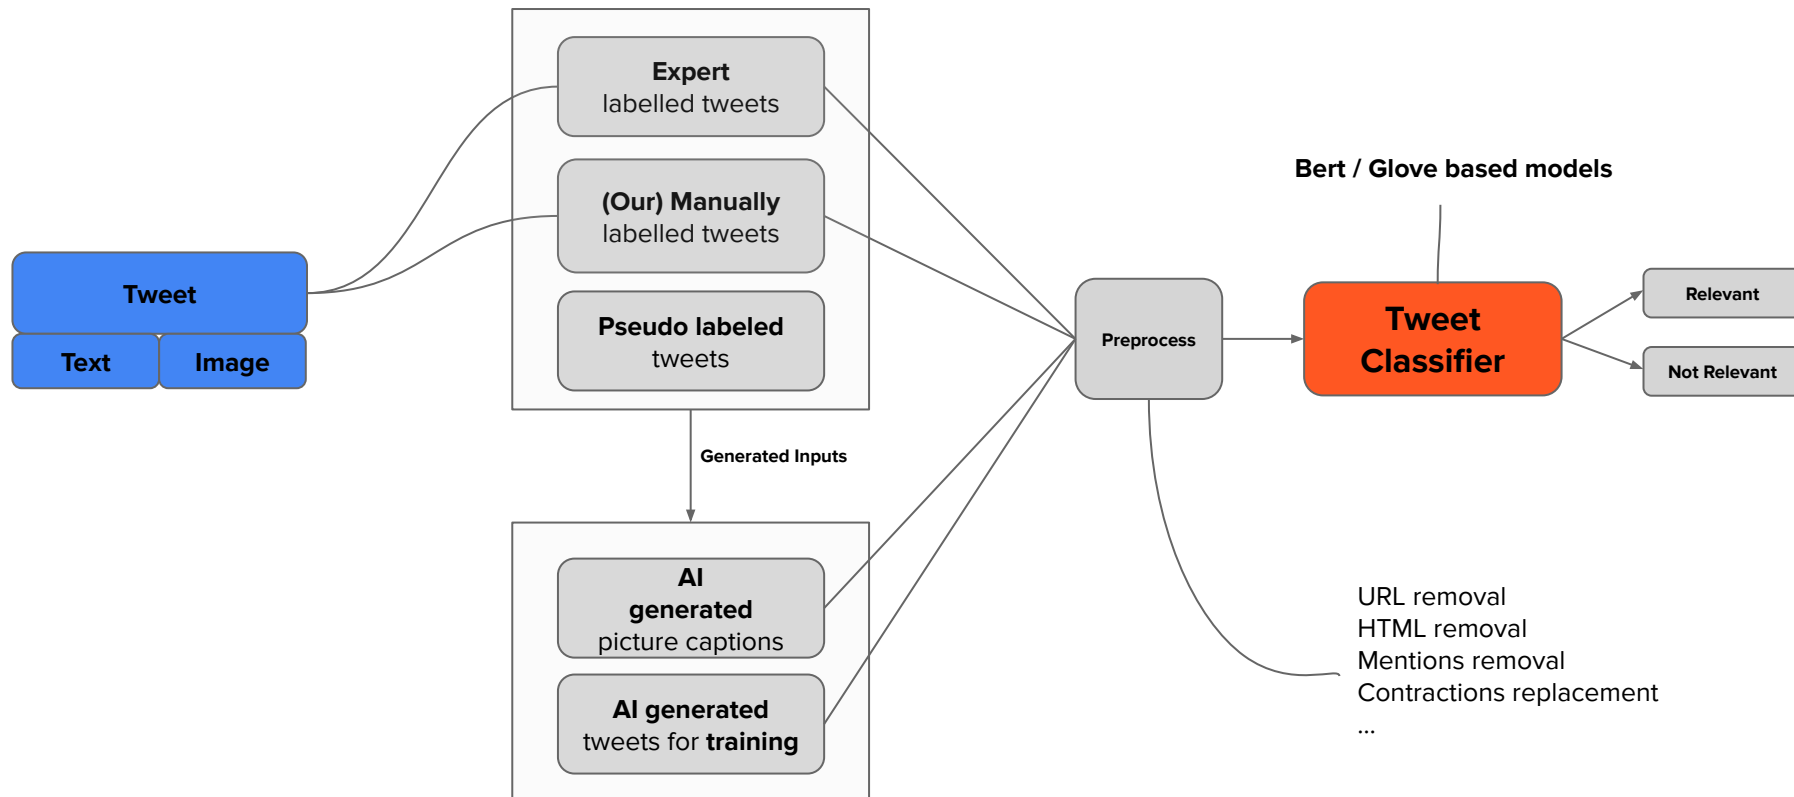 Expert
labelled tweets
(Our) Manually
labelled tweets
Pseudo labeled
tweets
Tweet
Text
Image
Generated Inputs
AI
generated
picture captions
AI generated
tweets for training
Preprocess
Bert / Glove based models
Tweet
Classifier
Relevant
Not Relevant
URL removal
HTML removal
Mentions removal
Contractions replacement
...